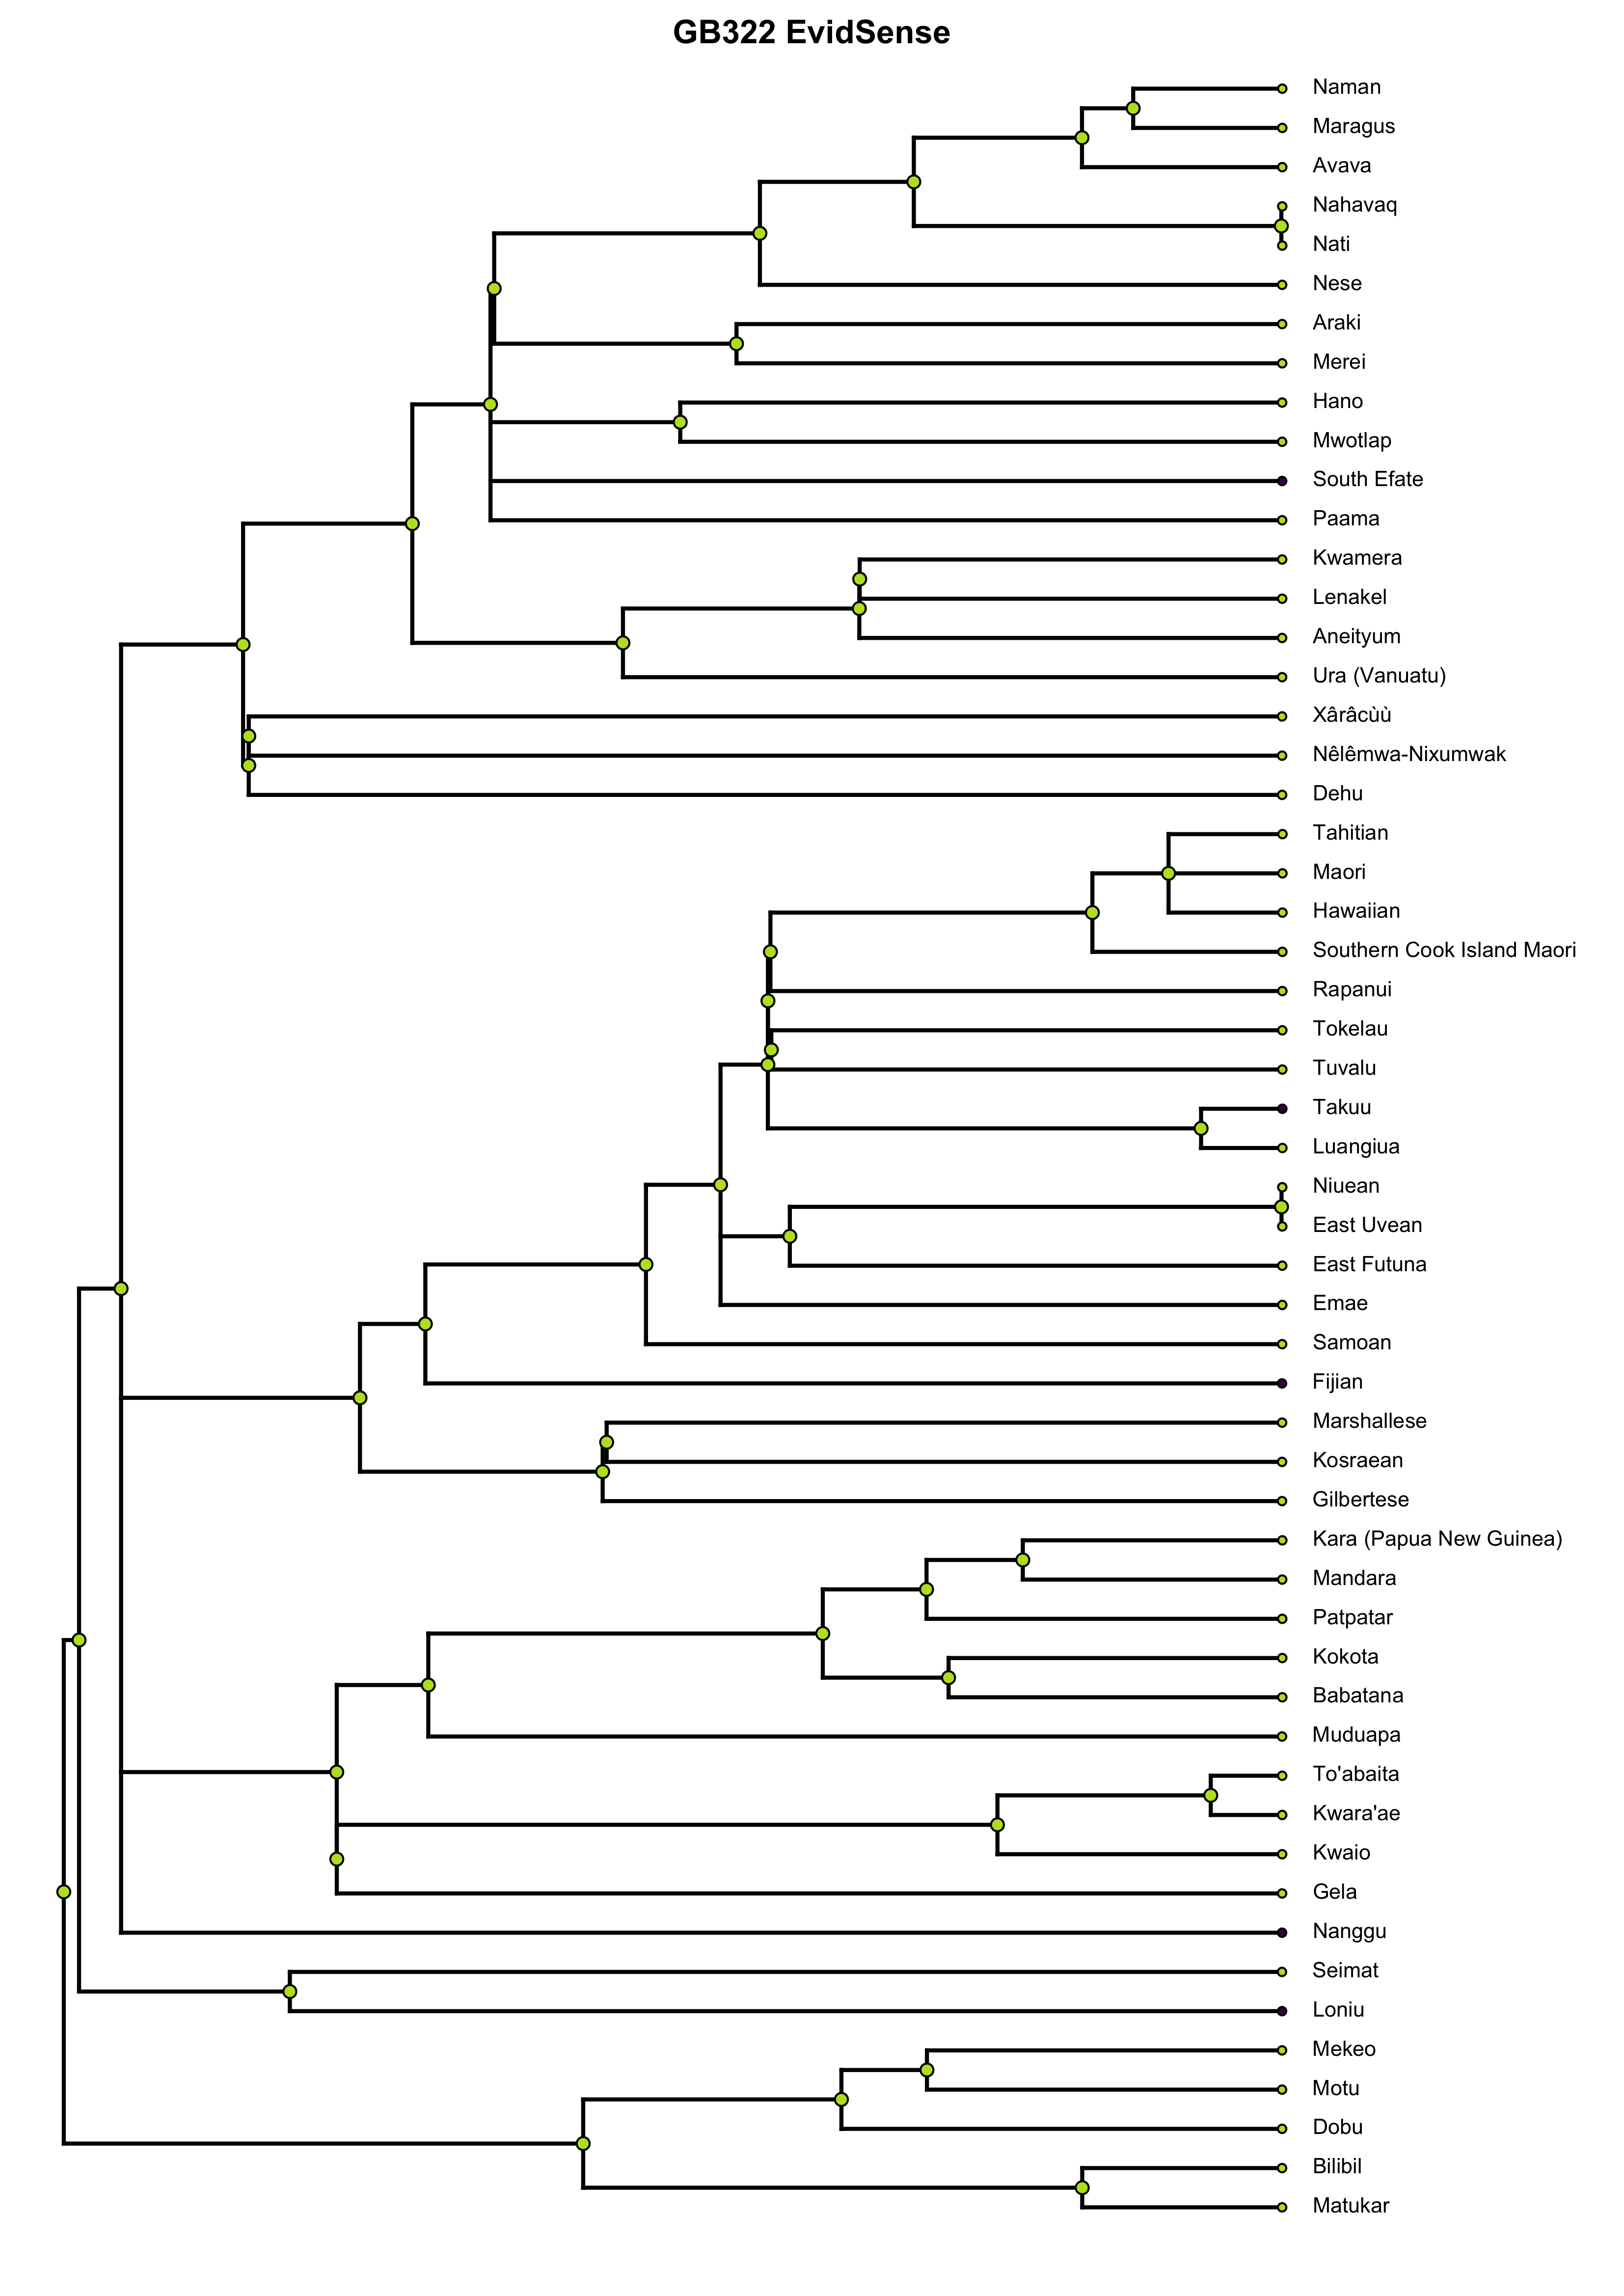 GB322 EvidSense
Naman
Maragus
Avava
Nahavaq
Nati
Nese
Araki
Merei
Hano
Mwotlap
South Efate
Paama
Kwamera
Lenakel
Aneityum
Ura (Vanuatu)
Xârâcùù
Nêlêmwa-Nixumwak
Dehu
Tahitian
Maori
Hawaiian
Southern Cook Island Maori
Rapanui
Tokelau
Tuvalu
Takuu
Luangiua
Niuean
East Uvean
East Futuna
Emae
Samoan
Fijian
Marshallese
Kosraean
Gilbertese
Kara (Papua New Guinea)
Mandara
Patpatar
Kokota
Babatana
Muduapa
To'abaita
Kwara'ae
Kwaio
Gela
Nanggu
Seimat
Loniu
Mekeo
Motu
Dobu
Bilibil
Matukar